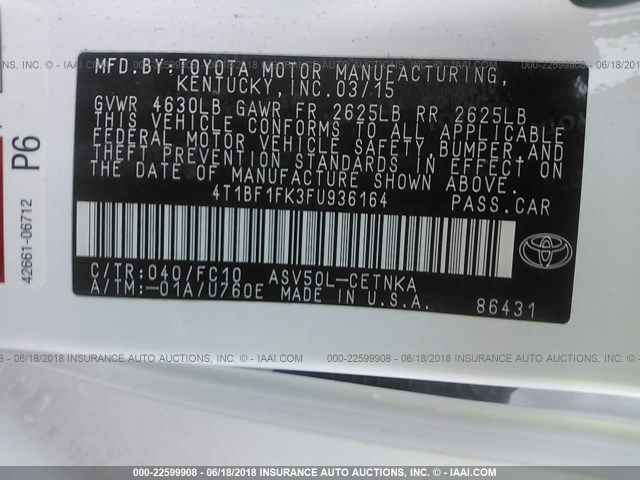 MFD.BY:TOYOTA MOTOR MANUFACTURING,
KENTUCKY, INC.03/15
GVWR 4630LB GAWR FR 2625LB RR 2625LB
THIS VEHICLE CONFORMS TO ALL APPLICABLE
FEDERAL MOTOR VEHICLE SAFETY, BUMPER AND
THEFT PREVENTION STANDARDS IN EFFECT ON
THE DATE OF MANUFACTURE SHOWN ABOVE.
4T1BF1FK3FU936164 PASS.CAR
C/TR:040/FC10 ASV50L-CETNKA
A/TM:-01A/U760E MADE IN U.S.A.
86431
TOYOTA
P6
42661-06712
000-22599908 - 06/18/2018 INSURANCE AUTO AUCTIONS, INC. - © IAAI.COM